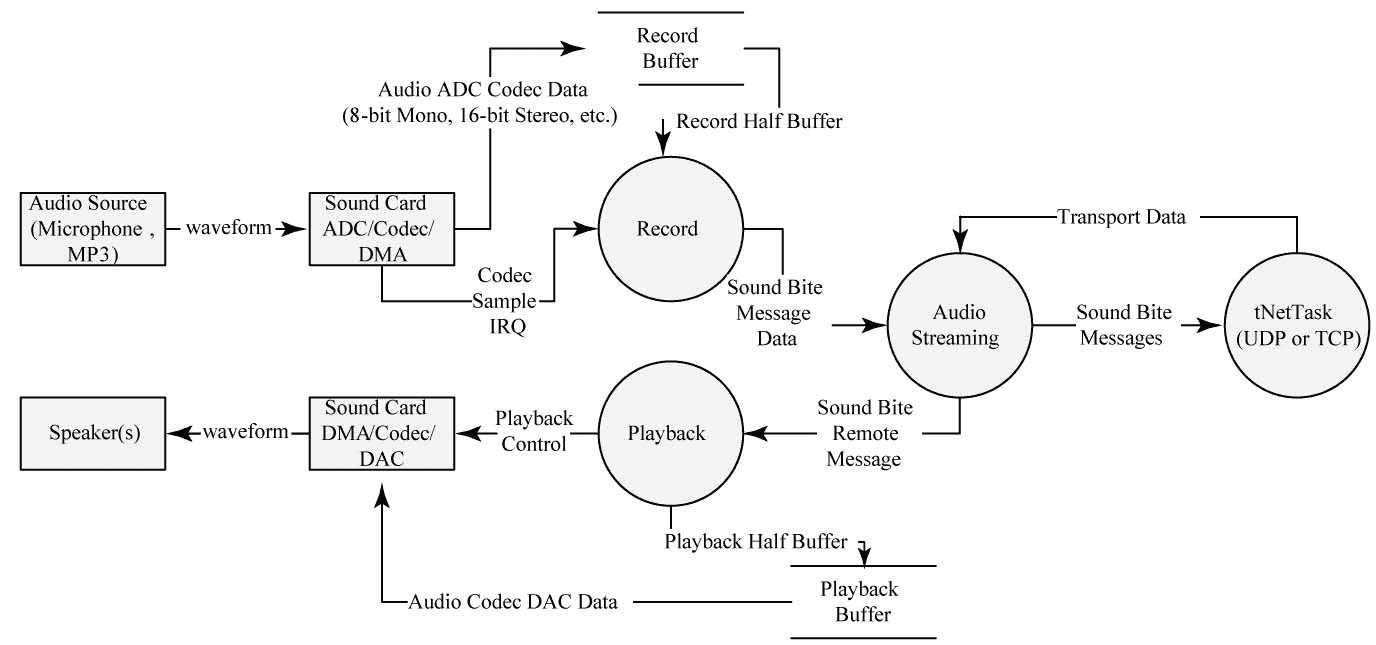 Record
Buffer
Audio ADC Codec Data
(8-bit Mono, 16-bit Stereo, etc.)
Record Half Buffer
Audio Source
(Microphone ,
MP3)
waveform
Sound Card
ADC/Codec/
DMA
Codec
Sample
IRQ
Record
Sound Bite
Message
Data
Transport Data
Audio
Streaming
Sound Bite
Messages
tNetTask
(UDP or TCP)
Speaker(s)
waveform
Sound Card
DMA/Codec/
DAC
Playback
Control
Playback
Sound Bite
Remote
Message
Playback Half Buffer
Audio Codec DAC Data
Playback
Buffer